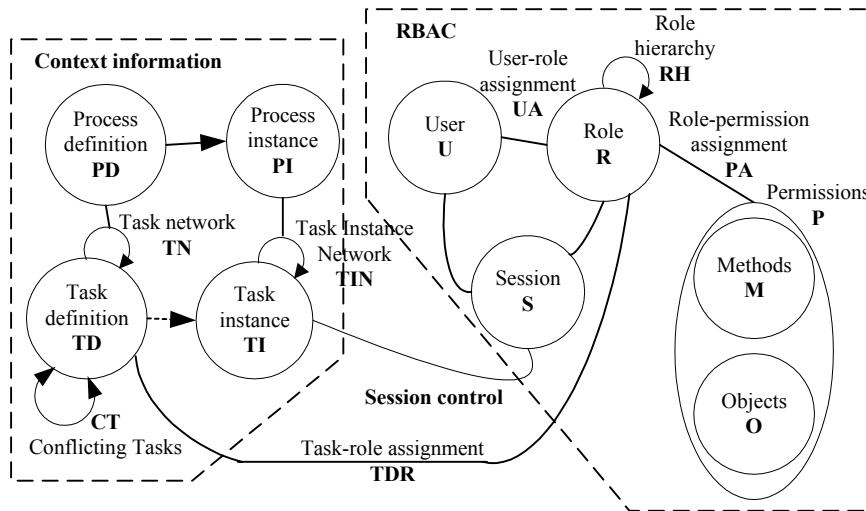 Context information
Process
definition
PD
Process
instance
PI
Task network
TN
Task Instance
Network
TIN
Task
definition
TD
Task
instance
TI
CT
Conflicting Tasks
Session control
Task-role assignment
TDR
RBAC
User-role
assignment
UA
Role
hierarchy
RH
User
U
Role
R
Role-permission
assignment
PA
Permissions
P
Session
S
Methods
M
Objects
O